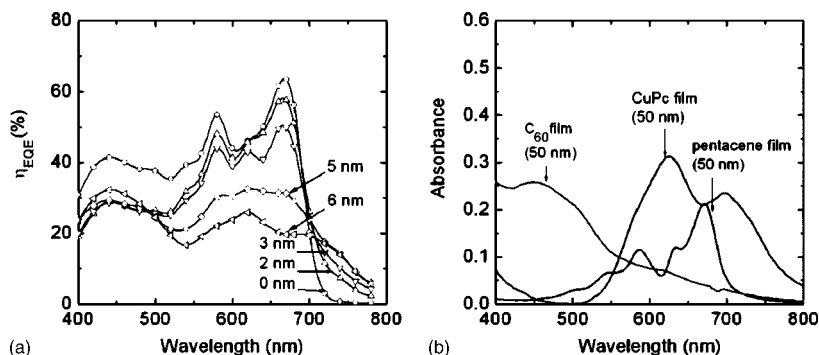 80
60
40
20
0
η_EQE (%)
5 nm
6 nm
3 nm
2 nm
0 nm
400 500 600 700 800
Wavelength (nm)
(a)
0.6
0.5
0.4
0.3
0.2
0.1
0.0
Absorbance
CuPc film
(50 nm)
C₆₀ film
(50 nm)
pentacene film
(50 nm)
400 500 600 700 800
Wavelength (nm)
(b)